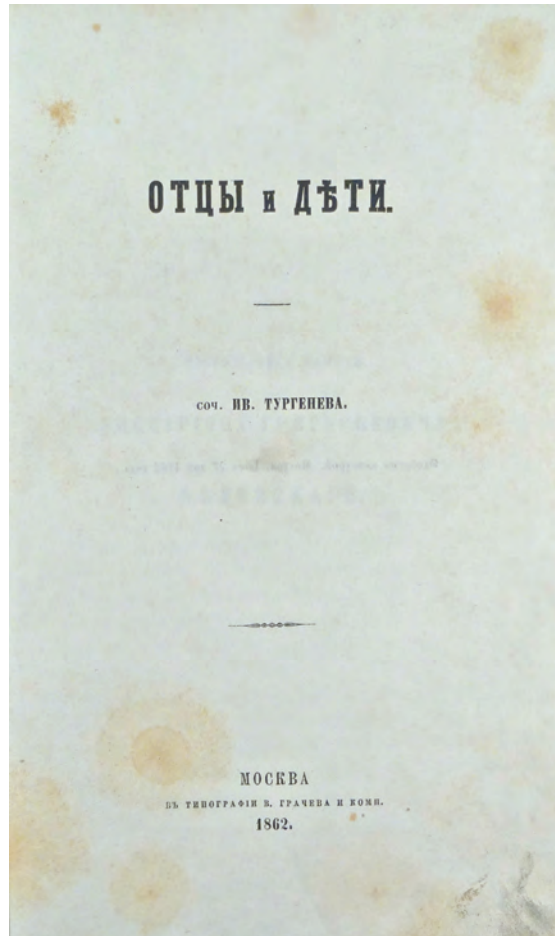 ОТЦЫ и ДѢТИ.
соч. ИВ. ТУРГЕНЕВА.
МОСКВА
ВЪ ТИПОГРАФІИ В. ГРАЧЕВА И КОМП.
1862.